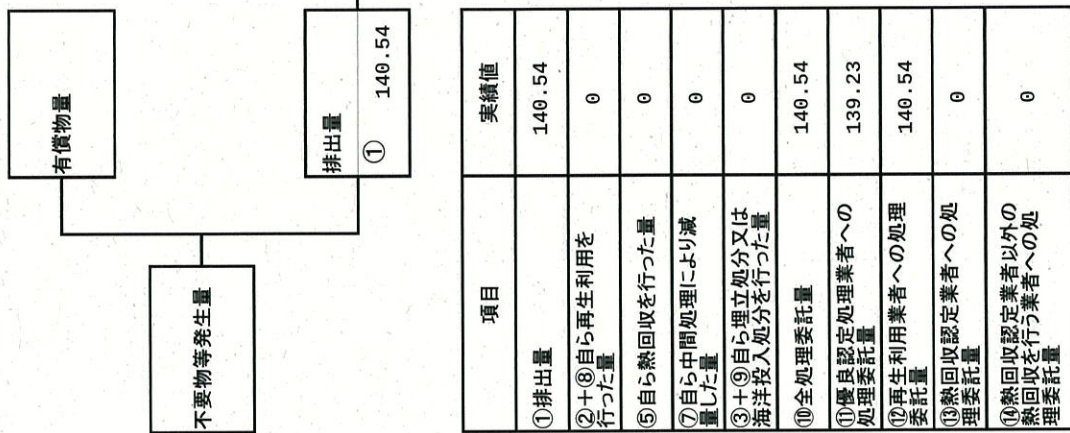 有償物量
不要物等発生量
排出量
① 140.54
項目 実績値
①排出量 140.54
②+⑧自ら再生利用を
行った量 0
⑤自ら熱回収を行った量 0
⑦自ら中間処理により減
量した量 0
③+⑨自ら埋立処分又は
海洋投入処分を行った量 0
⑩全処理委託量 140.54
⑪優良認定処理業者への
処理委託量 139.23
⑫再生利用業者への処理
委託量 140.54
⑬熱回収認定業者への処
理委託量 0
⑭熱回収認定業者以外の
熱回収を行う業者への処
理委託量 0